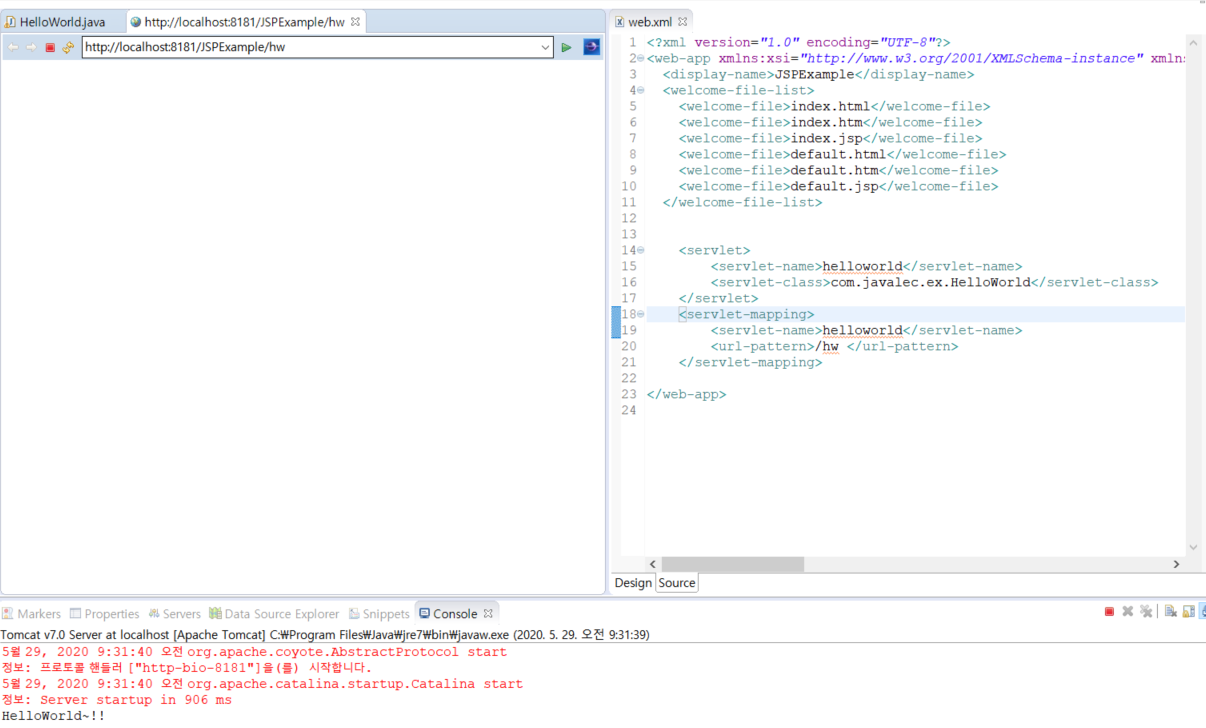 HelloWorld.java
http://localhost:8181/JSPExample/hw
http://localhost:8181/JSPExample/hw
web.xml
1 <?xml version="1.0" encoding="UTF-8"?>
2 <web-app xmlns:xsi="http://www.w3.org/2001/XMLSchema-instance" xmlns
3 <display-name>JSPExample</display-name>
4 <welcome-file-list>
5 <welcome-file>index.html</welcome-file>
6 <welcome-file>index.htm</welcome-file>
7 <welcome-file>index.jsp</welcome-file>
8 <welcome-file>default.html</welcome-file>
9 <welcome-file>default.htm</welcome-file>
10 <welcome-file>default.jsp</welcome-file>
11 </welcome-file-list>
12
13
14 <servlet>
15 <servlet-name>helloworld</servlet-name>
16 <servlet-class>com.javalec.ex.HelloWorld</servlet-class>
17 </servlet>
18 <servlet-mapping>
19 <servlet-name>helloworld</servlet-name>
20 <url-pattern>/hw </url-pattern>
21 </servlet-mapping>
22
23 </web-app>
24
Design Source
Markers Properties Servers Data Source Explorer Snippets Console
Tomcat v7.0 Server at localhost [Apache Tomcat] C:₩Program Files₩Java₩jre7₩bin₩javaw.exe (2020. 5. 29. 오전 9:31:39)
5월 29, 2020 9:31:40 오전 org.apache.coyote.AbstractProtocol start
정보: 프로토콜 핸들러 ["http-bio-8181"]을(를) 시작합니다.
5월 29, 2020 9:31:40 오전 org.apache.catalina.startup.Catalina start
정보: Server startup in 906 ms
HelloWorld~!!